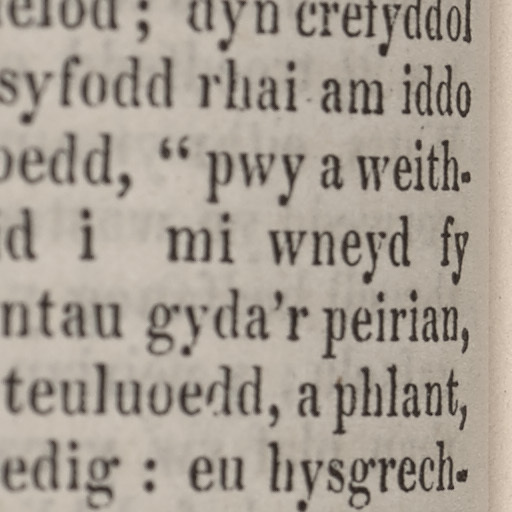 elod ; dyn crefyddol
syfodd rhai am iddo
oedd, “ pwy a weith-
id i mi wneyd fy
ntau gyda’r peirian,
teuluoedd, a phlant,
edig : eu hysgrech-